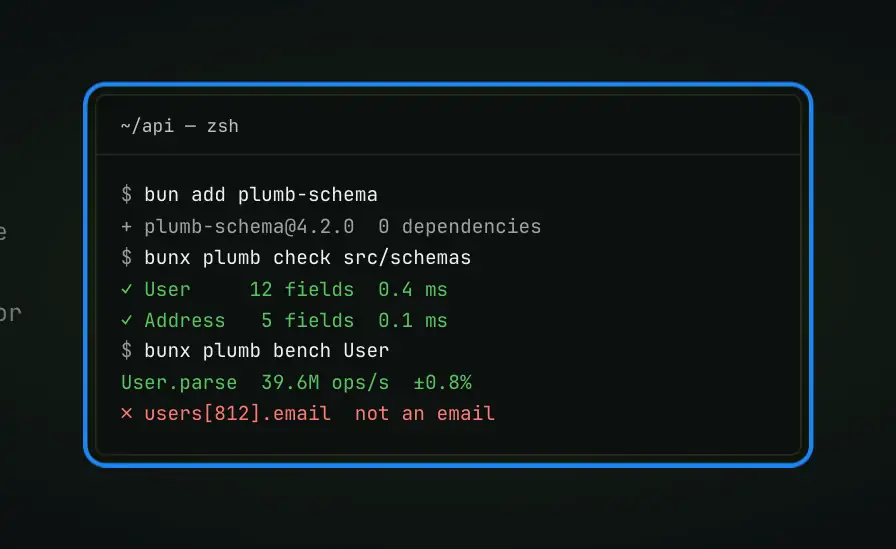 ~/api — zsh
$ bun add plumb-schema
+ plumb-schema@4.2.0  0 dependencies
$ bunx plumb check src/schemas
✓ User     12 fields  0.4 ms
✓ Address   5 fields  0.1 ms
$ bunx plumb bench User
User.parse  39.6M ops/s  ±0.8%
✕ users[812].email  not an email